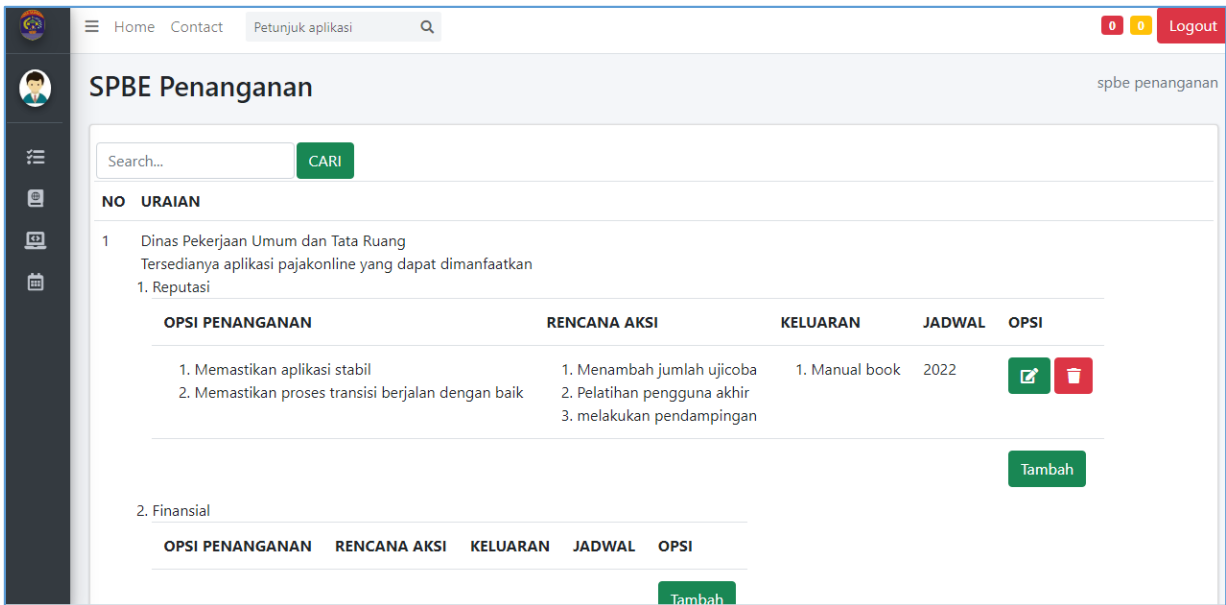 Home Contact Petunjuk aplikasi 0 0 Logout
SPBE Penanganan spbe penanganan
Search... CARI
NO URAIAN
1 Dinas Pekerjaan Umum dan Tata Ruang
Tersedianya aplikasi pajakonline yang dapat dimanfaatkan
1. Reputasi
OPSI PENANGANAN RENCANA AKSI KELUARAN JADWAL OPSI
1. Memastikan aplikasi stabil 1. Menambah jumlah ujicoba 1. Manual book 2022
2. Memastikan proses transisi berjalan dengan baik 2. Pelatihan pengguna akhir
3. melakukan pendampingan
Tambah
2. Finansial
OPSI PENANGANAN RENCANA AKSI KELUARAN JADWAL OPSI
Tambah